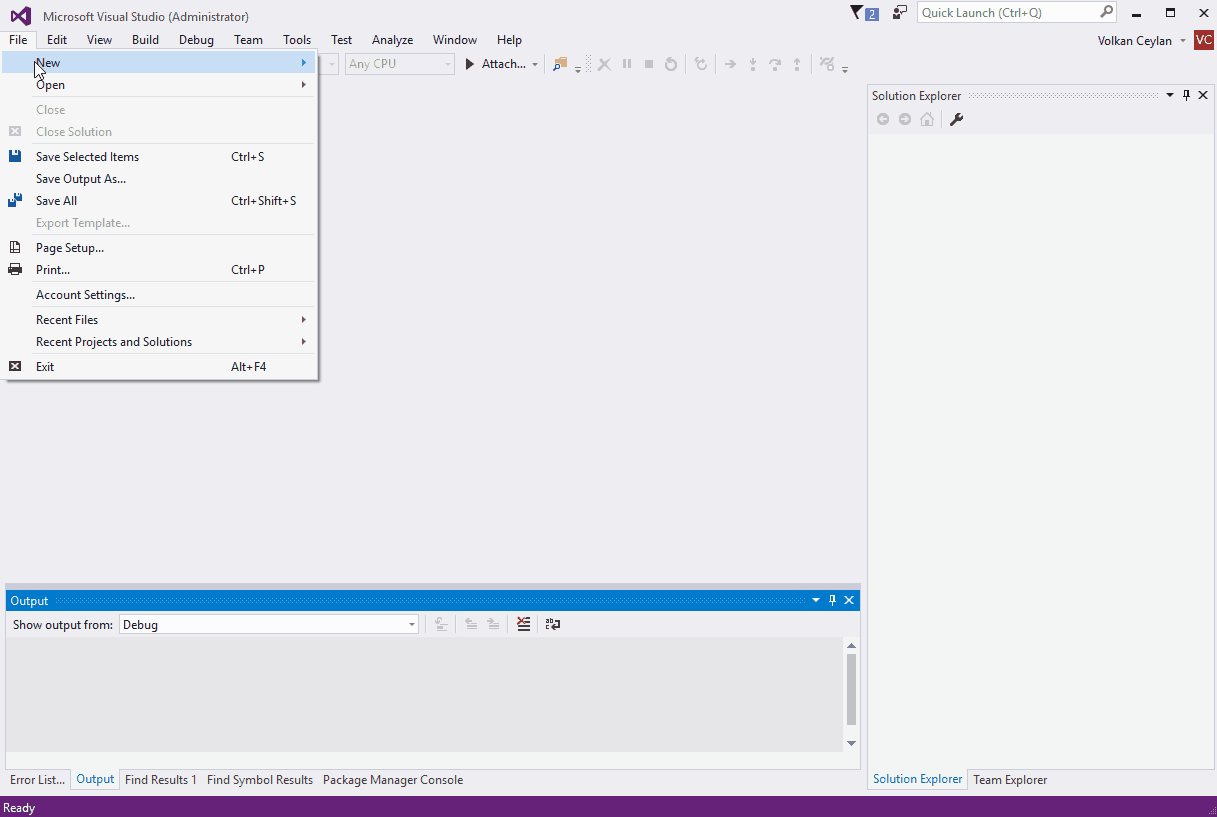 Microsoft Visual Studio (Administrator)
2
Quick Launch (Ctrl+Q)
File Edit View Build Debug Team Tools Test Analyze Window Help
Volkan Ceylan VC
Any CPU Attach...
New
Open
Close
Close Solution
Save Selected Items Ctrl+S
Save Output As...
Save All Ctrl+Shift+S
Export Template...
Page Setup...
Print... Ctrl+P
Account Settings...
Recent Files
Recent Projects and Solutions
Exit Alt+F4
Solution Explorer
Output
Show output from: Debug
Error List... Output Find Results 1 Find Symbol Results Package Manager Console
Solution Explorer Team Explorer
Ready